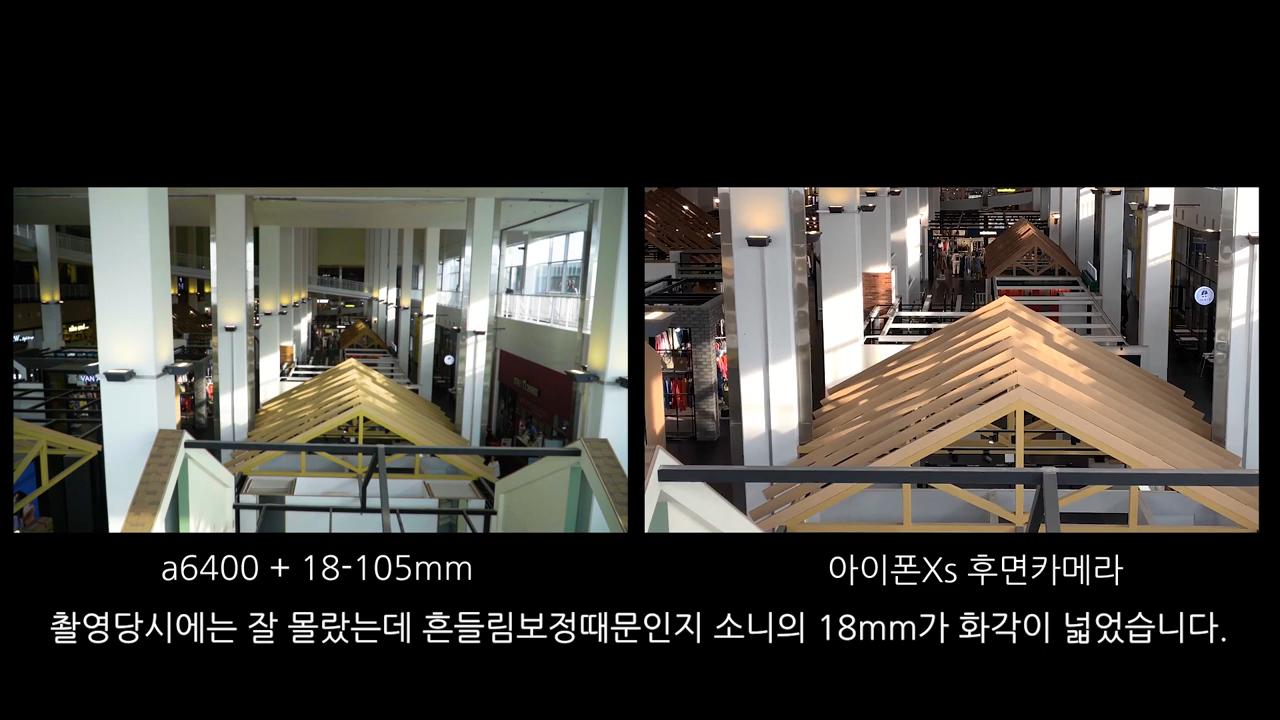 a6400 + 18-105mm
아이폰Xs 후면카메라
촬영당시에는 잘 몰랐는데 흔들림보정때문인지 소니의 18mm가 화각이 넓었습니다.